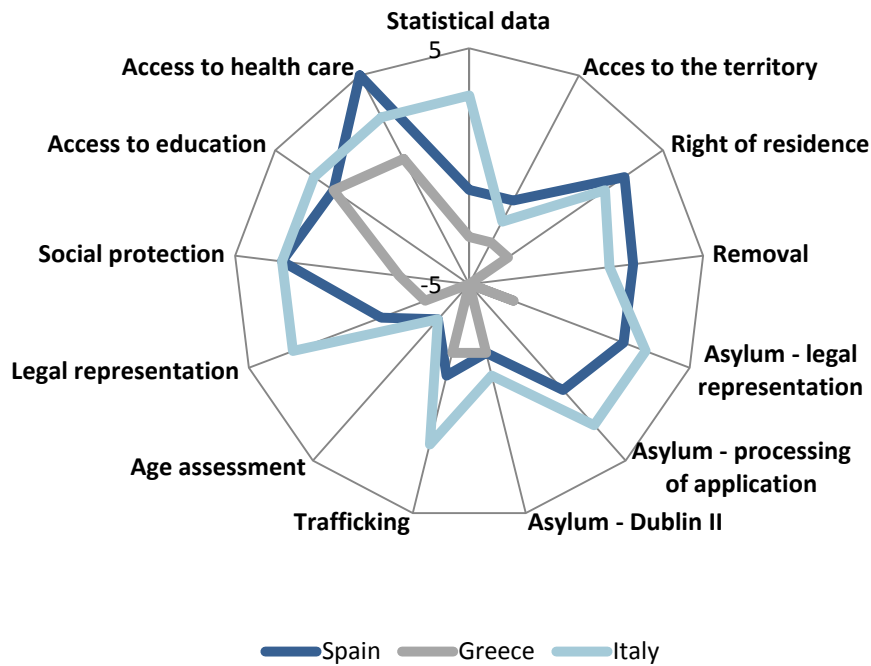 Statistical data
5
Acces to the territory
Access to health care
Access to education
Right of residence
Social protection
Removal
-5
Legal representation
Asylum - legal
representation
Age assessment
Asylum - processing
of application
Trafficking
Asylum - Dublin II
Spain Greece Italy